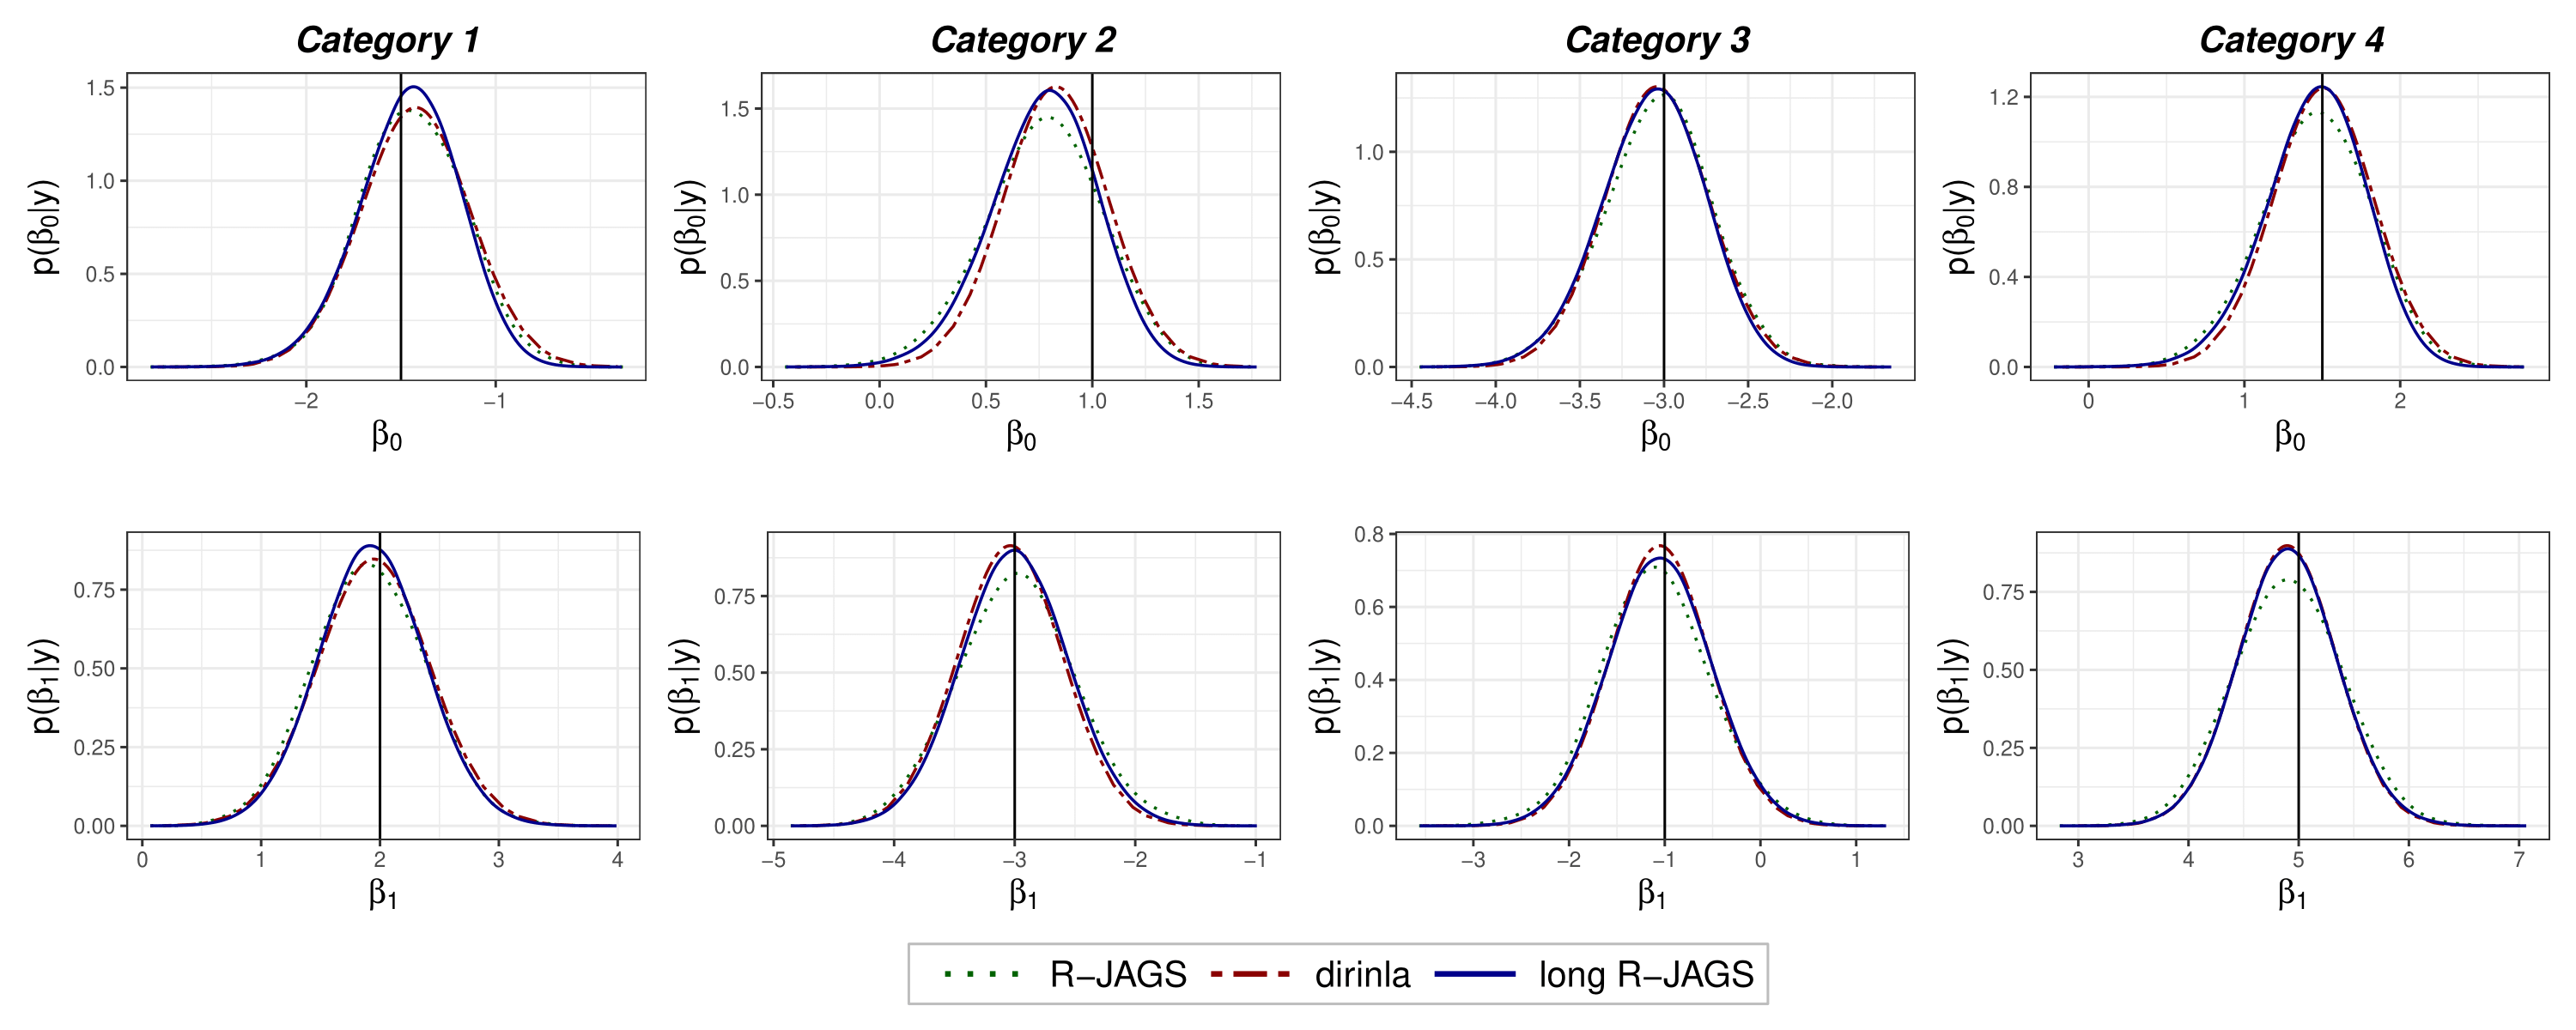 Category 1 Category 2 Category 3 Category 4
p(β₀|y)
1.5
1.0
0.5
0.0
−2 −1
β₀
p(β₀|y)
1.5
1.0
0.5
0.0
−0.5 0.0 0.5 1.0 1.5
β₀
p(β₀|y)
1.0
0.5
0.0
−4.5 −4.0 −3.5 −3.0 −2.5 −2.0
β₀
p(β₀|y)
1.2
0.8
0.4
0.0
0 1 2
β₀
p(β₁|y)
0.75
0.50
0.25
0.00
0 1 2 3 4
β₁
p(β₁|y)
0.75
0.50
0.25
0.00
−5 −4 −3 −2 −1
β₁
p(β₁|y)
0.8
0.6
0.4
0.2
0.0
−3 −2 −1 0 1
β₁
p(β₁|y)
0.75
0.50
0.25
0.00
3 4 5 6 7
β₁
R−JAGS dirinla long R−JAGS